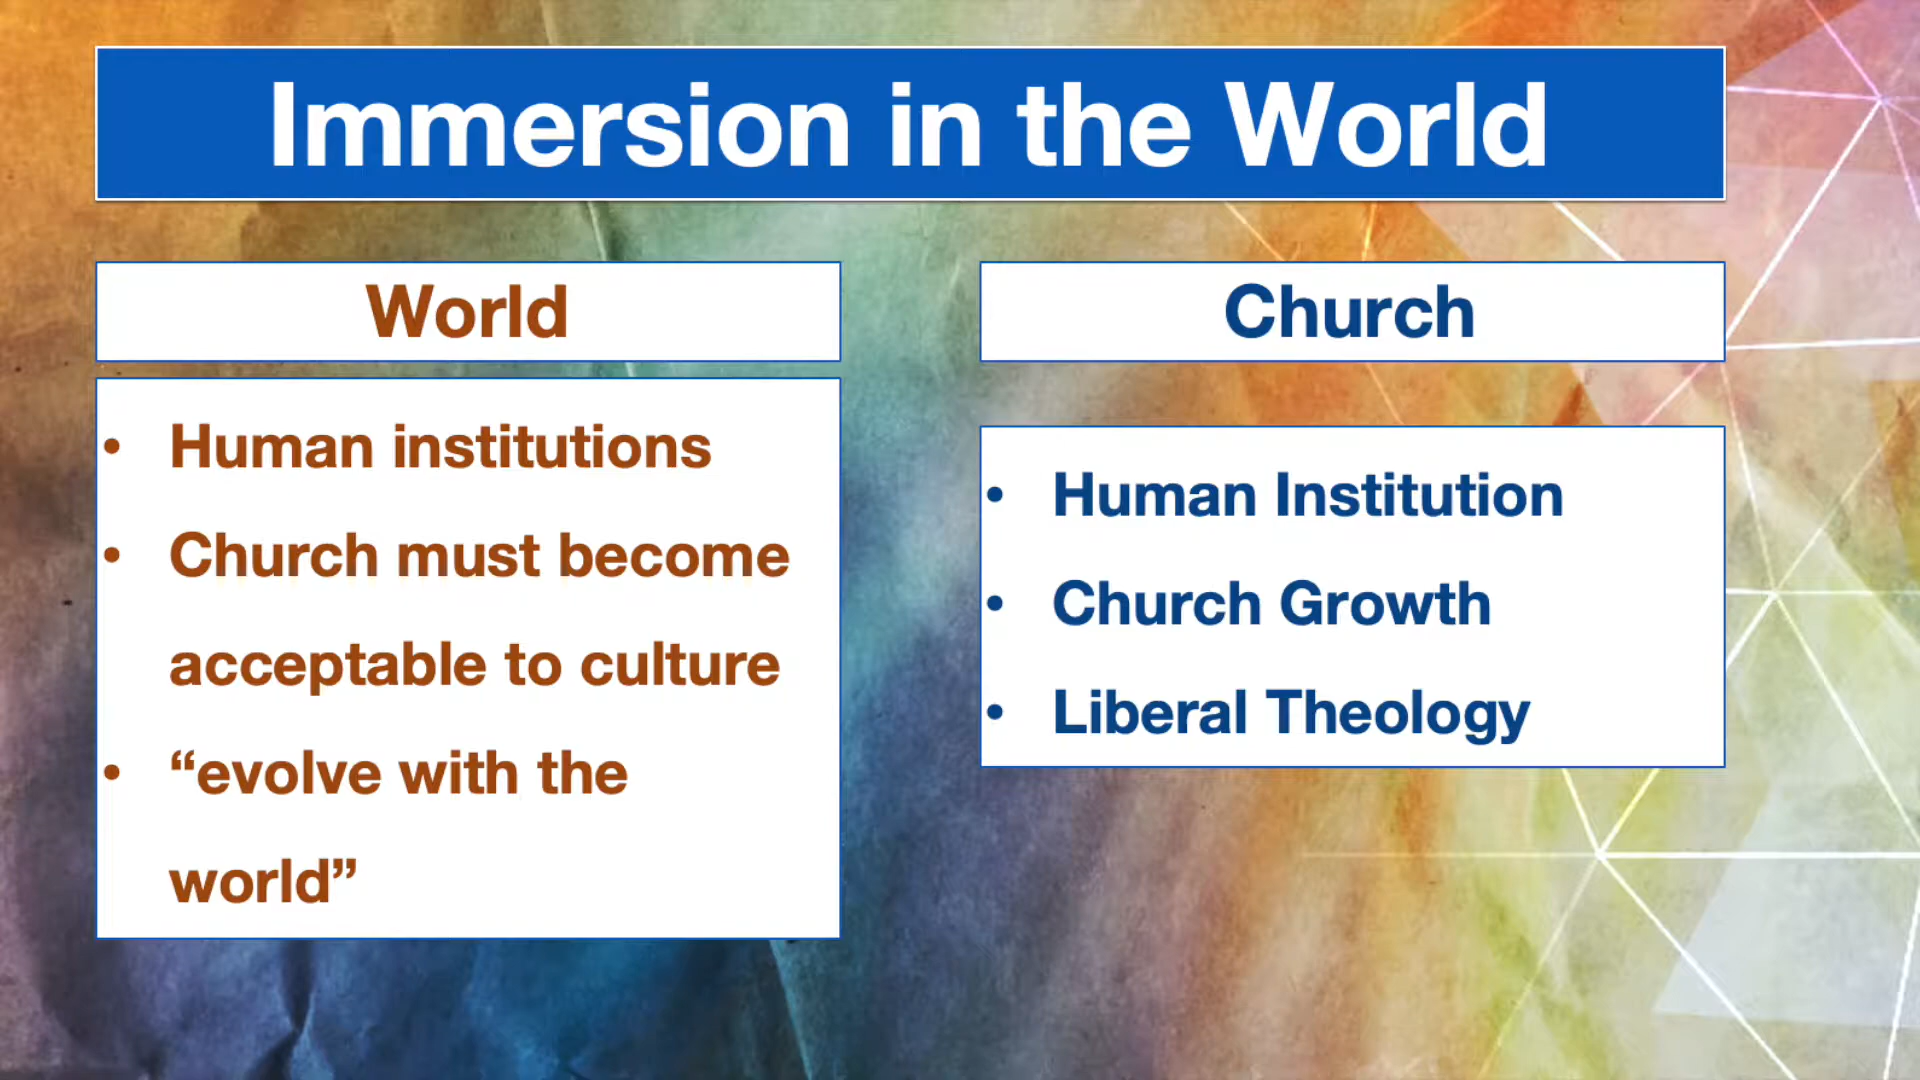 Immersion in the World
World
• Human institutions
• Church must become
acceptable to culture
• “evolve with the
world”
Church
• Human Institution
• Church Growth
• Liberal Theology